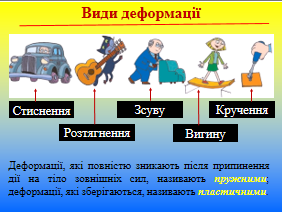 Види деформації
Стиснення
Розтягнення
Зсуву
Вигину
Кручення
Деформації, які повністю зникають після припинення
дії на тіло зовнішніх сил, називають пружними;
деформації, які зберігаються, називають пластичними